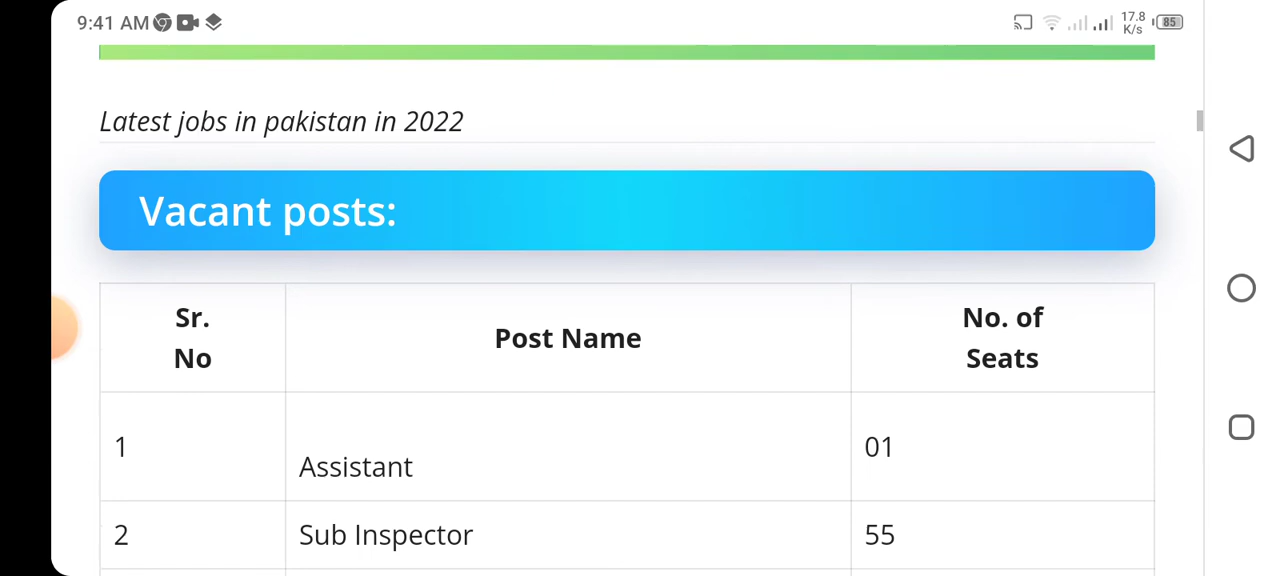 9:41 AM 17.8 K/s 85
Latest jobs in pakistan in 2022
Vacant posts:
Sr. No Post Name No. of Seats
1 Assistant 01
2 Sub Inspector 55